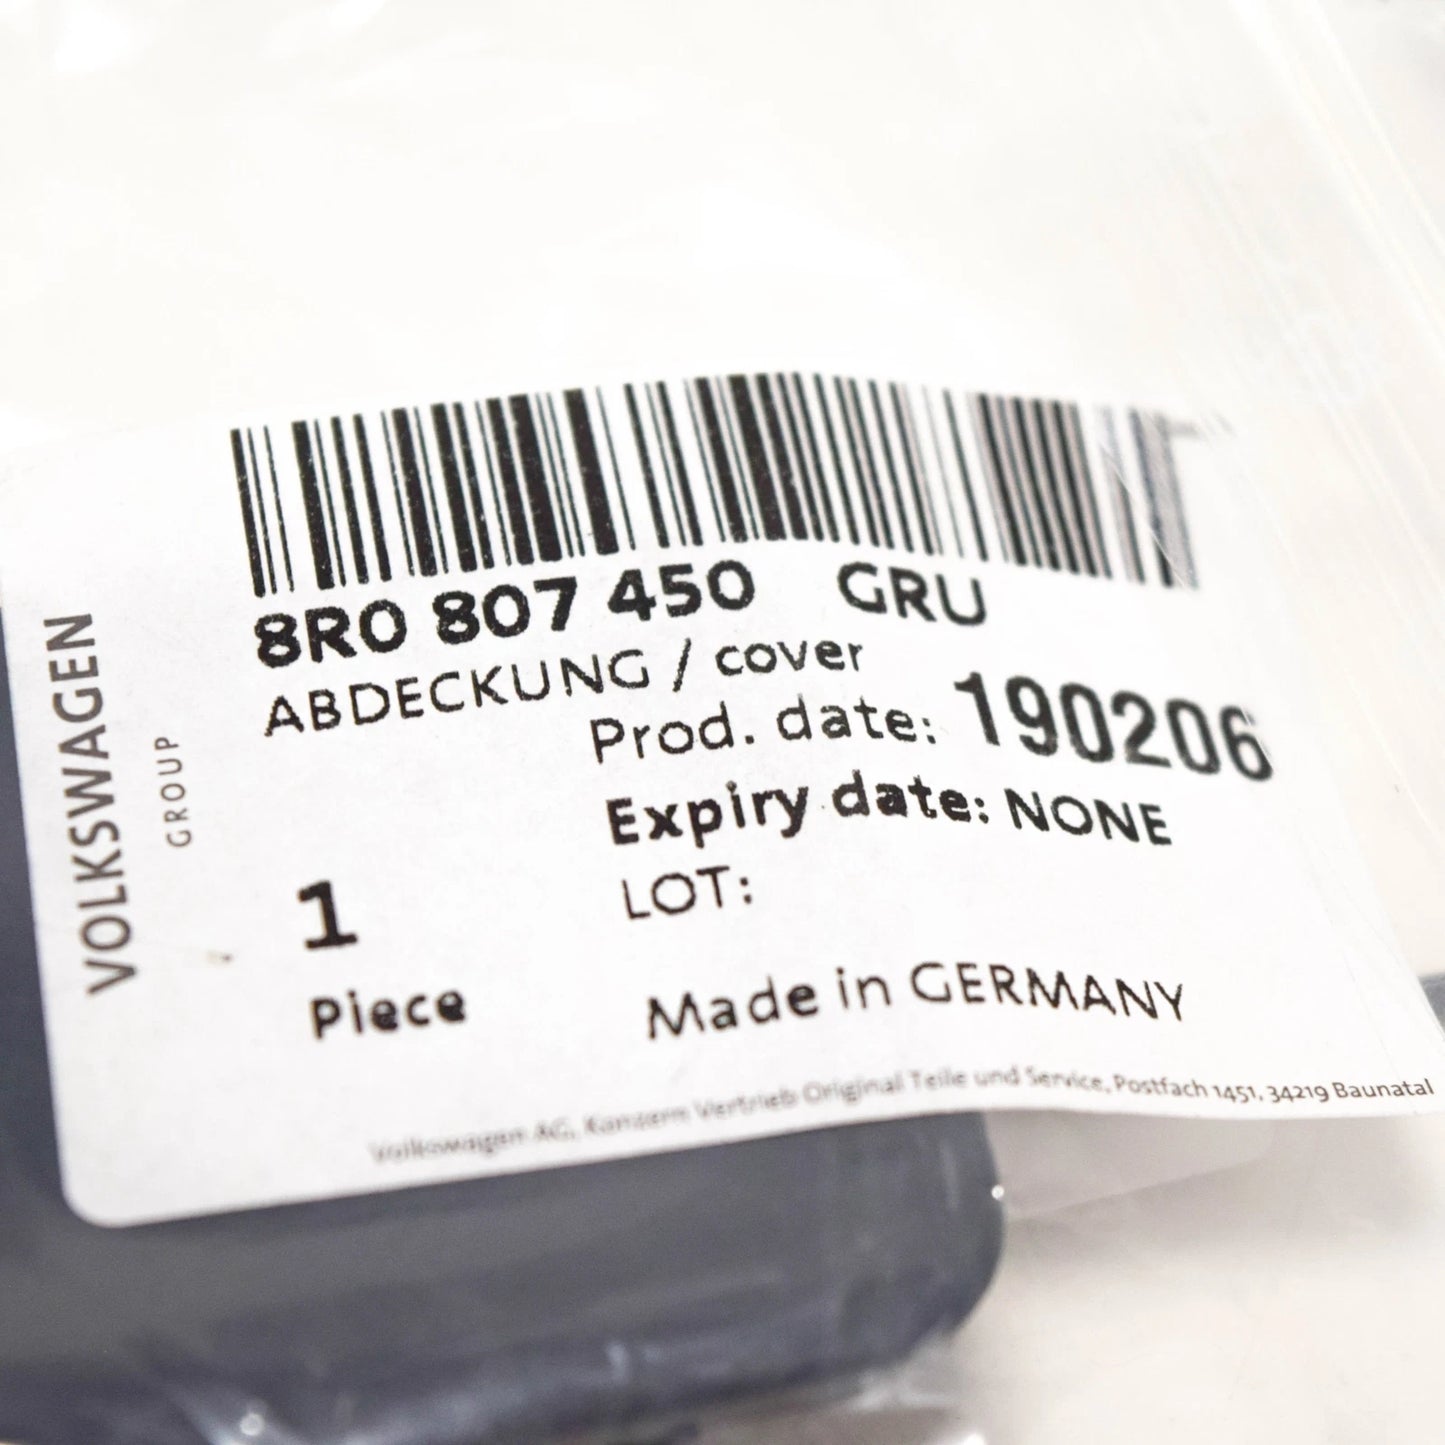 VOLKSWAGEN
GROUP
8R0 807 450 GRU
ABDECKUNG / cover
Prod. date: 190206
Expiry date: NONE
LOT:
1
Piece
Made in GERMANY
Volkswagen AG, Konzern Vertrieb Original Teile und Service, Postfach 1451, 34219 Baunatal